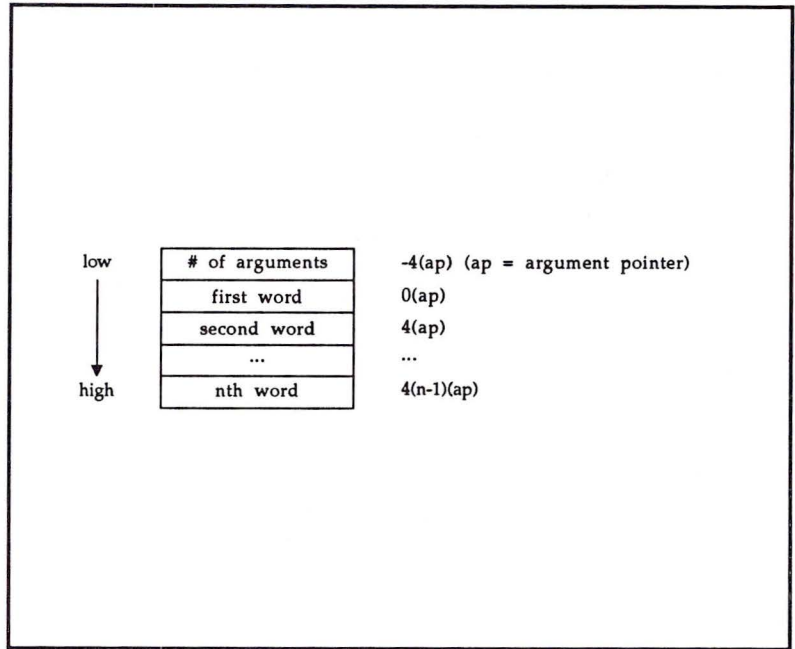 low # of arguments -4(ap) (ap = argument pointer)
first word 0(ap)
second word 4(ap)
... ...
high nth word 4(n-1)(ap)